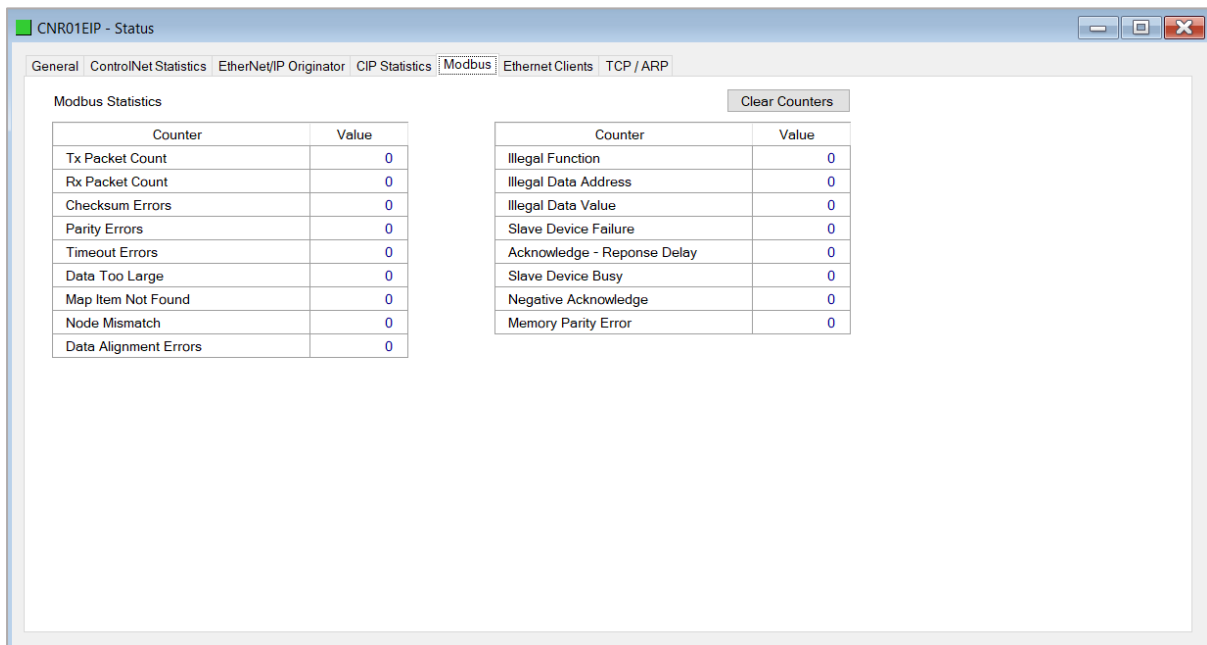 CNR01EIP - Status
General ControlNet Statistics EtherNet/IP Originator CIP Statistics Modbus Ethernet Clients TCP / ARP
Modbus Statistics
Clear Counters
Counter Value
Tx Packet Count 0
Rx Packet Count 0
Checksum Errors 0
Parity Errors 0
Timeout Errors 0
Data Too Large 0
Map Item Not Found 0
Node Mismatch 0
Data Alignment Errors 0
Counter Value
Illegal Function 0
Illegal Data Address 0
Illegal Data Value 0
Slave Device Failure 0
Acknowledge - Reponse Delay 0
Slave Device Busy 0
Negative Acknowledge 0
Memory Parity Error 0